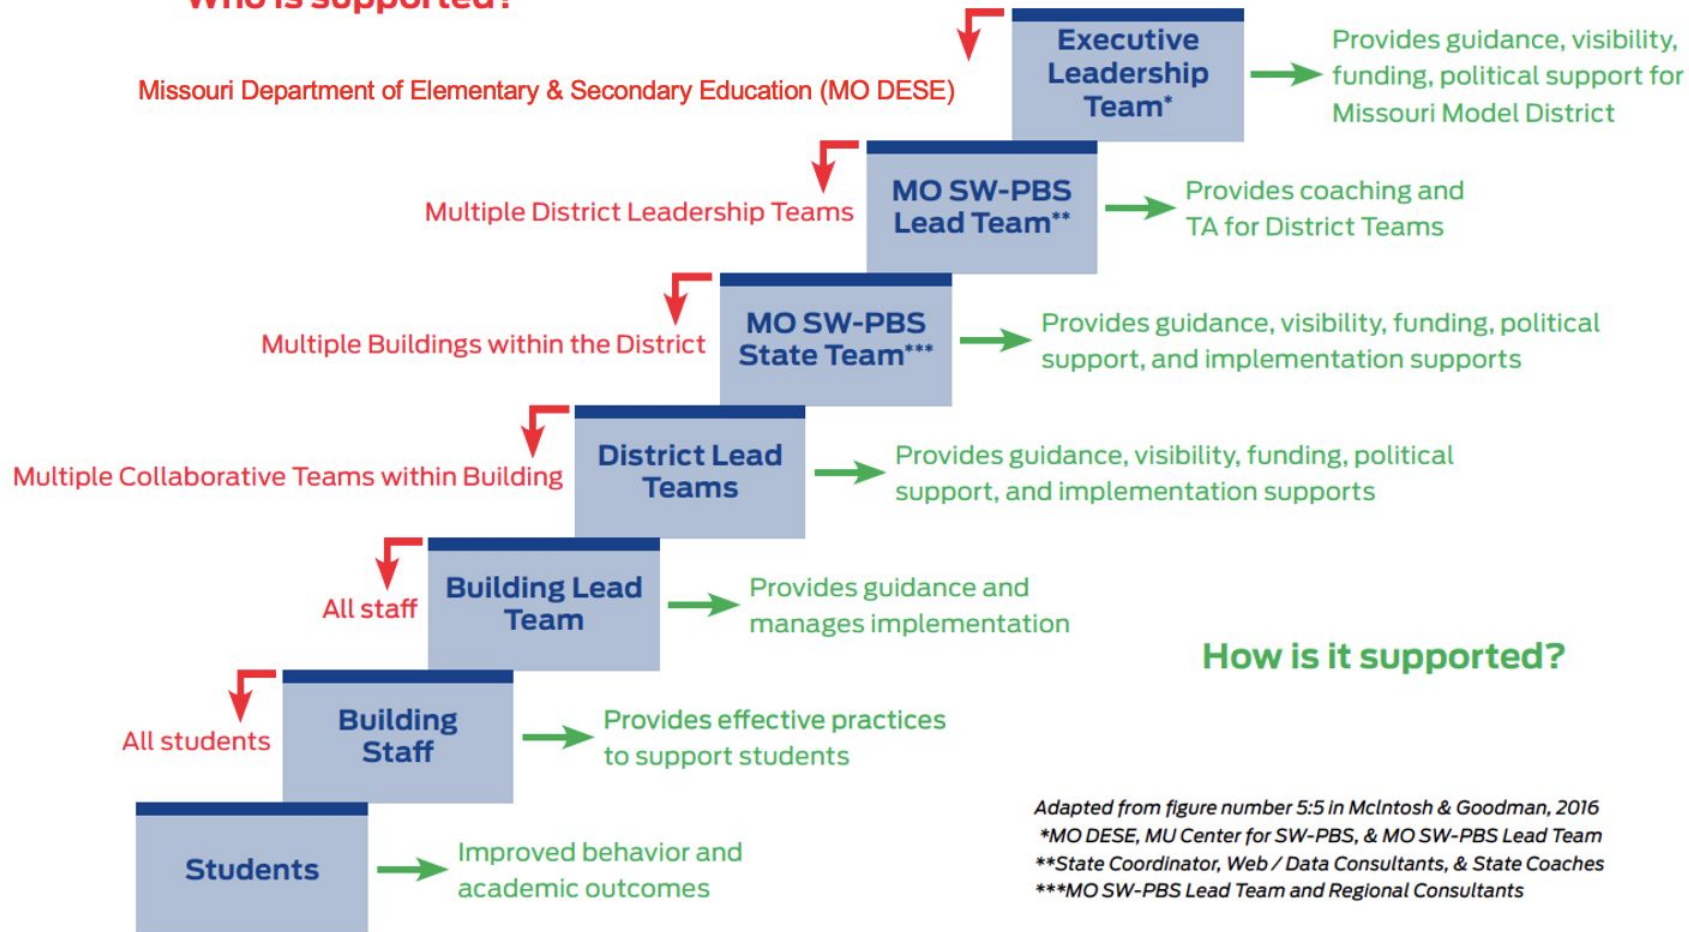 Who is supported?
Executive
Leadership
Team*
Provides guidance, visibility,
funding, political support for
Missouri Model District
Missouri Department of Elementary & Secondary Education (MO DESE)
MO SW-PBS
Lead Team**
Provides coaching and
TA for District Teams
Multiple District Leadership Teams
MO SW-PBS
State Team***
Provides guidance, visibility, funding, political
support, and implementation supports
Multiple Buildings within the District
District Lead
Teams
Provides guidance, visibility, funding, political
support, and implementation supports
Multiple Collaborative Teams within Building
Building Lead
Team
Provides guidance and
manages implementation
All staff
How is it supported?
Building
Staff
Provides effective practices
to support students
All students
Students
Improved behavior and
academic outcomes
Adapted from figure number 5:5 in McIntosh & Goodman, 2016
*MO DESE, MU Center for SW-PBS, & MO SW-PBS Lead Team
**State Coordinator, Web / Data Consultants, & State Coaches
***MO SW-PBS Lead Team and Regional Consultants